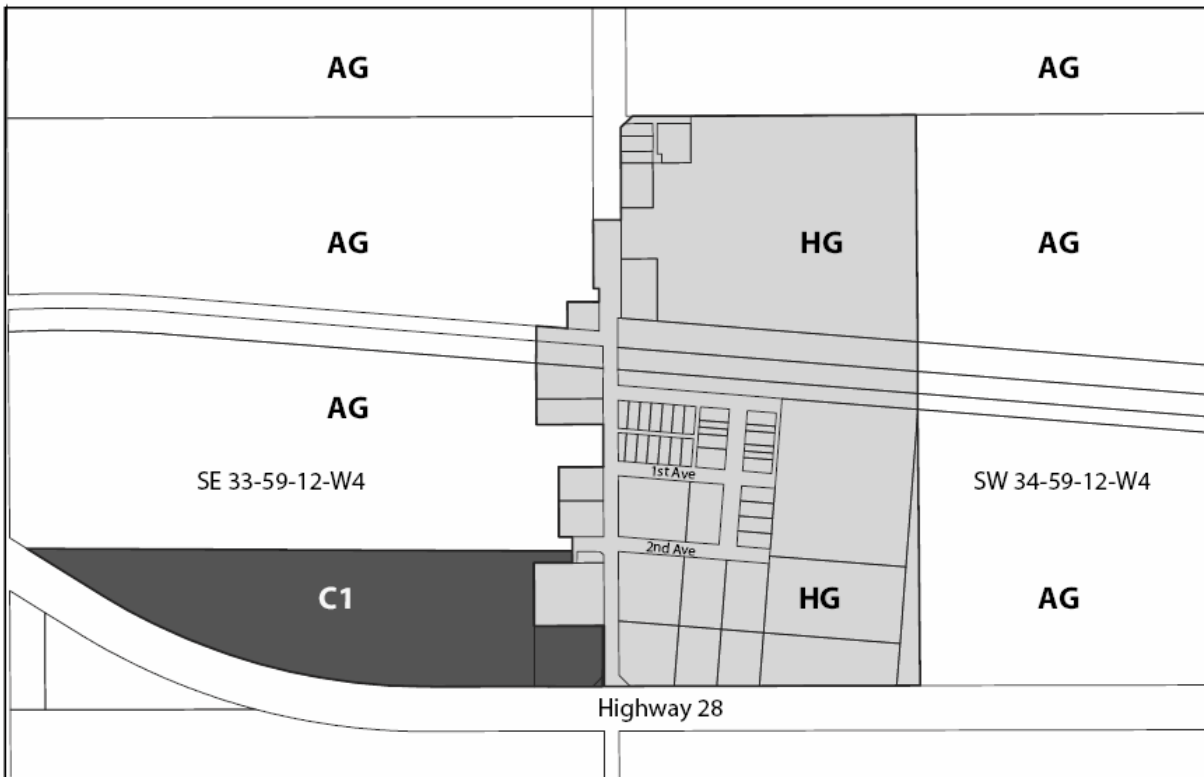 AG
AG
AG
HG
AG
AG
1st Ave
SE 33-59-12-W4
SW 34-59-12-W4
2nd Ave
C1
HG
AG
Highway 28